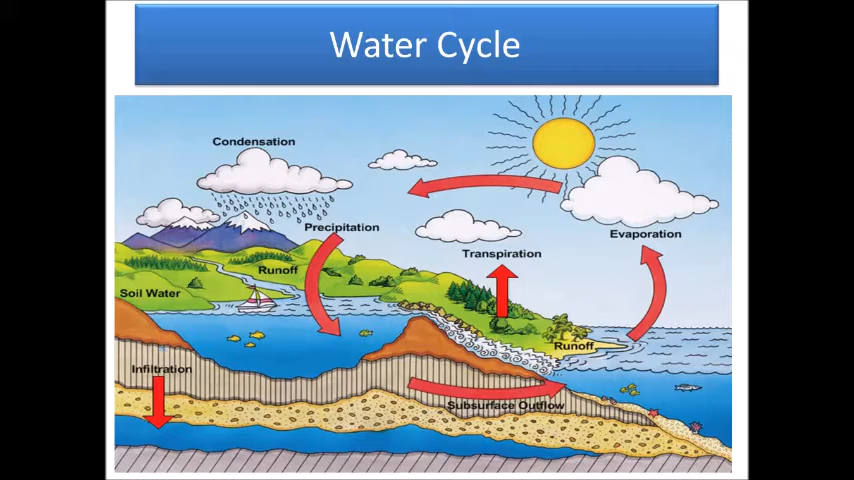 Water Cycle
Condensation
Precipitation
Evaporation
Transpiration
Runoff
Soil Water
Runoff
Infiltration
Subsurface Outflow